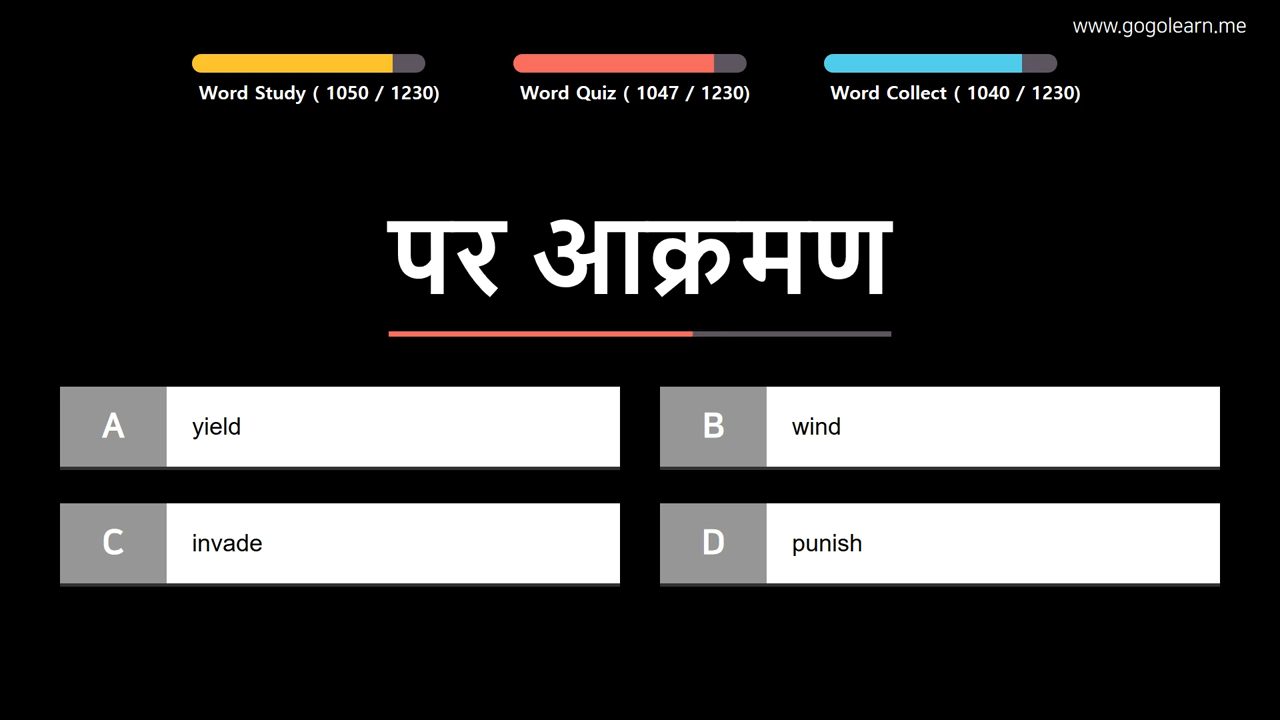 www.gogolearn.me
Word Study ( 1050 / 1230)
Word Quiz ( 1047 / 1230)
Word Collect ( 1040 / 1230)
पर आक्रमण
A
yield
B
wind
C
invade
D
punish